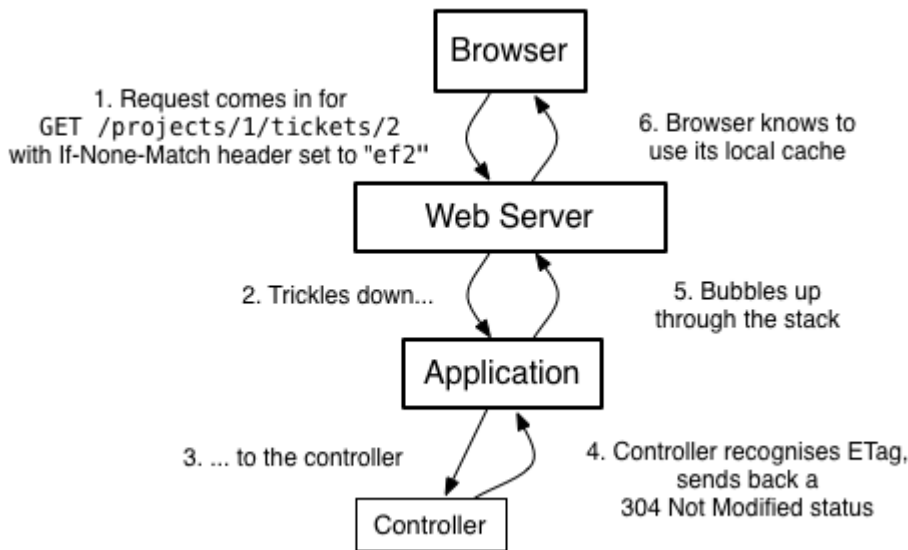 Browser
1. Request comes in for
GET /projects/1/tickets/2
with If-None-Match header set to "ef2"
6. Browser knows to
use its local cache
Web Server
2. Trickles down...
5. Bubbles up
through the stack
Application
3. ... to the controller
4. Controller recognises ETag,
sends back a
304 Not Modified status
Controller